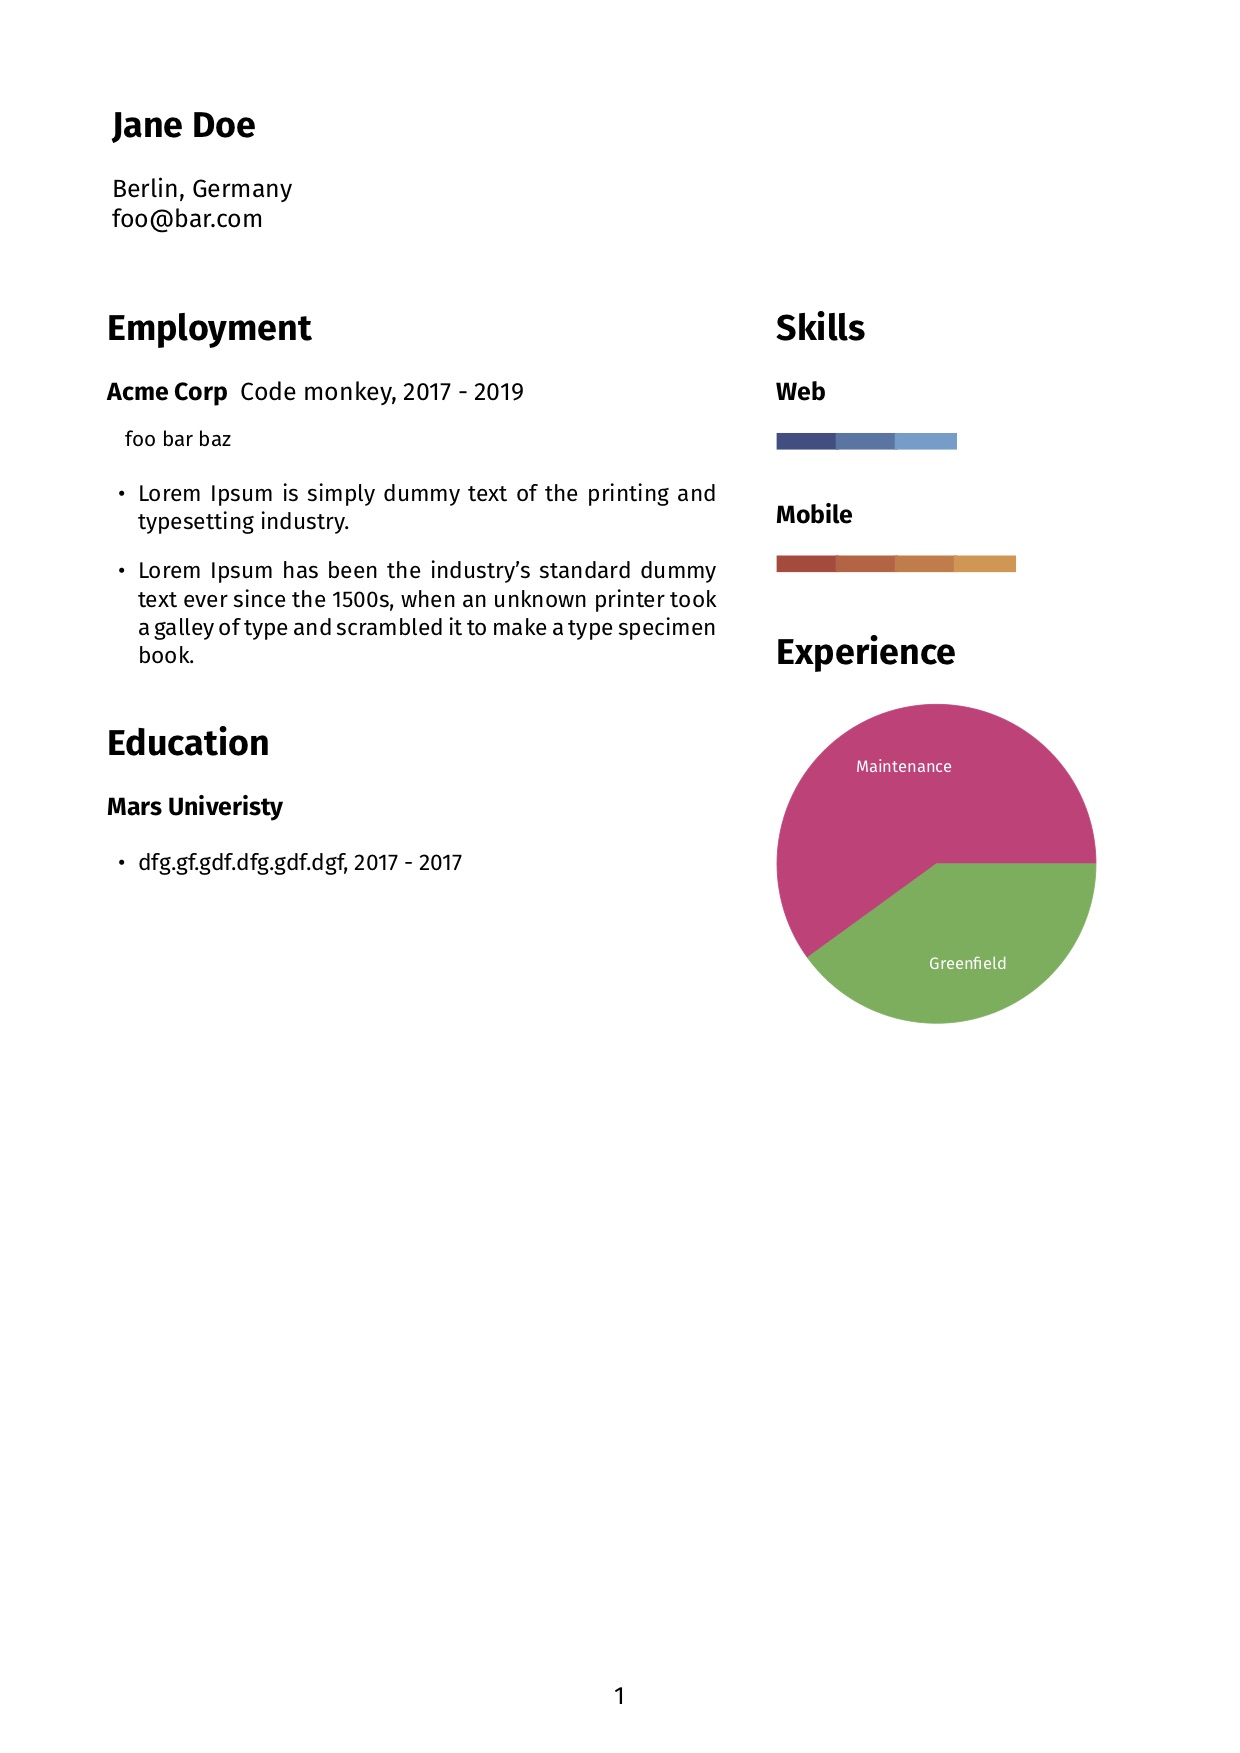 Jane Doe
Berlin, Germany
foo@bar.com
Employment
Acme Corp Code monkey, 2017 - 2019
foo bar baz
• Lorem Ipsum is simply dummy text of the printing and
typesetting industry.
• Lorem Ipsum has been the industry’s standard dummy
text ever since the 1500s, when an unknown printer took
a galley of type and scrambled it to make a type specimen
book.
Education
Mars Univeristy
• dfg.gf.gdf.dfg.gdf.dgf, 2017 - 2017
Skills
Web
Mobile
Experience
Maintenance
Greenfield
1